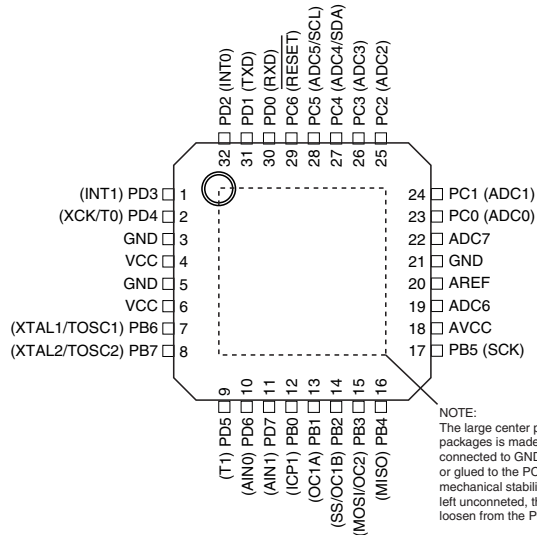 32 PD2 (INT0)
31 PD1 (TXD)
30 PD0 (RXD)
29 PC6 (RESET)
28 PC5 (ADC5/SCL)
27 PC4 (ADC4/SDA)
26 PC3 (ADC3)
25 PC2 (ADC2)
(INT1) PD3 1
(XCK/T0) PD4 2
GND 3
VCC 4
GND 5
VCC 6
(XTAL1/TOSC1) PB6 7
(XTAL2/TOSC2) PB7 8
24 PC1 (ADC1)
23 PC0 (ADC0)
22 ADC7
21 GND
20 AREF
19 ADC6
18 AVCC
17 PB5 (SCK)
(T1) PD5 9
(AIN0) PD6 10
(AIN1) PD7 11
(ICP1) PB0 12
(OC1A) PB1 13
(SS/OC1B) PB2 14
(MOSI/OC2) PB3 15
(MISO) PB4 16
NOTE:
The large center p
packages is made
connected to GND
or glued to the PC
mechanical stabili
left unconneted, th
loosen from the P